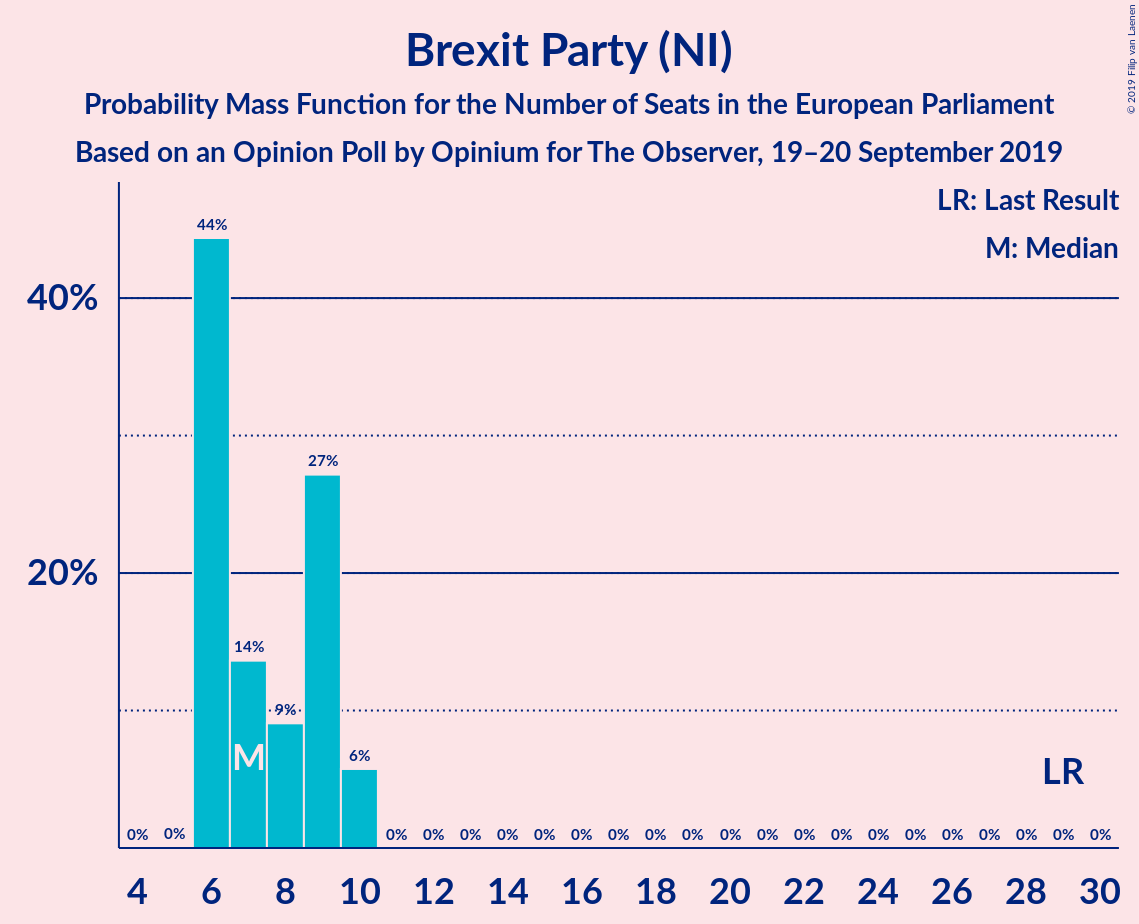 © 2019 Filip van Laenen
Brexit Party (NI)
Probability Mass Function for the Number of Seats in the European Parliament
Based on an Opinion Poll by Opinium for The Observer, 19–20 September 2019
LR: Last Result
M: Median
44%
40%
27%
20%
14%
9%
M
6%
LR
0% 0% 0% 0% 0% 0% 0% 0% 0% 0% 0% 0% 0% 0% 0% 0% 0% 0% 0% 0% 0% 0%
4 6 8 10 12 14 16 18 20 22 24 26 28 30